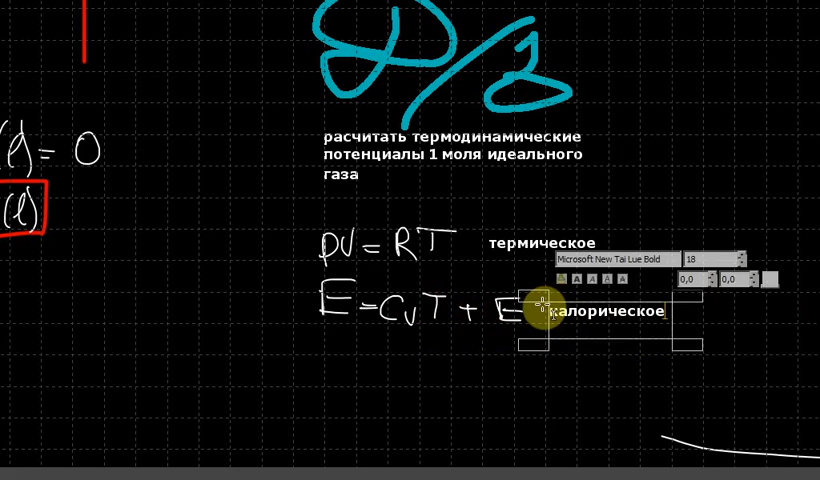 Д/з
расчитать термодинамические
потенциалы 1 моля идеального
газа
(l) = 0
(l)
pV = RT термическое
Microsoft New Tai Lue Bold 18
A A A A A 0,0 0,0
E = CvT + E калорическое